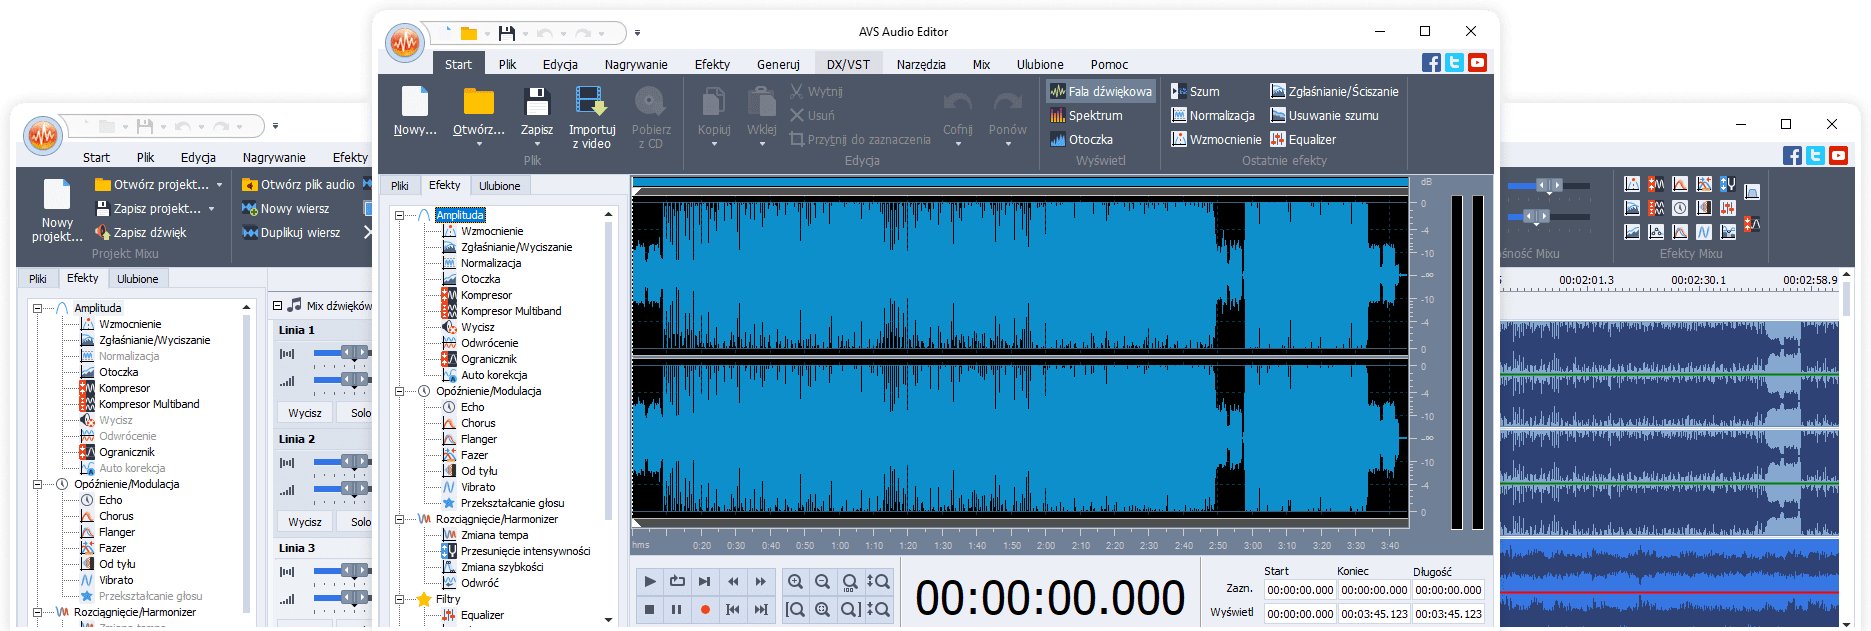 AVS Audio Editor
Start Plik Edycja Nagrywanie Efekty Generuj DX/VST Narzędzia Mix Ulubione Pomoc
Nowy... Otwórz... Zapisz Importuj z video Pobierz z CD
Plik
Kopiuj Wklej Wytnij Usuń Przytnij do zaznaczenia Cofnij Ponów
Edycja
Fala dźwiękowa
Spektrum
Otoczka
Wyświetl
Szum Zgłaśnianie/Ściszanie
Normalizacja Usuwanie szumu
Wzmocnienie Equalizer
Ostatnie efekty
Pliki Efekty Ulubione
Amplituda
Wzmocnienie
Zgłaśnianie/Wyciszanie
Normalizacja
Otoczka
Kompresor
Kompresor Multiband
Wycisz
Odwrócenie
Ogranicznik
Auto korekcja
Opóźnienie/Modulacja
Echo
Chorus
Flanger
Fazer
Od tyłu
Vibrato
Przekształcanie głosu
Rozciągnięcie/Harmonizer
Zmiana tempa
Przesunięcie intensywności
Zmiana szybkości
Odwróć
Filtry
Equalizer
dB
0
-4
-10
-∞
-10
-4
0
0
-4
-10
-∞
-10
-4
0
hms 0:20 0:30 0:40 0:50 1:00 1:10 1:20 1:30 1:40 1:50 2:00 2:10 2:20 2:30 2:40 2:50 3:00 3:10 3:20 3:30 3:40
100
00:00:00.000
Start Koniec Długość
Zazn. 00:00:00.000 00:00:00.000 00:00:00.000
Wyświetl 00:00:00.000 00:03:45.123 00:03:45.123
Start Plik Edycja Nagrywanie Efekty
Nowy projekt...
Otwórz projekt...
Zapisz projekt...
Zapisz dźwięk
Projekt Mixu
Otwórz plik audio
Nowy wiersz
Duplikuj wiersz
Pliki Efekty Ulubione
Amplituda
Wzmocnienie
Zgłaśnianie/Wyciszanie
Normalizacja
Otoczka
Kompresor
Kompresor Multiband
Wycisz
Odwrócenie
Ogranicznik
Auto korekcja
Opóźnienie/Modulacja
Echo
Chorus
Flanger
Fazer
Od tyłu
Vibrato
Przekształcanie głosu
Rozciągnięcie/Harmonizer
Mix dźwięków
Linia 1
Wycisz Solo
Linia 2
Wycisz Solo
Linia 3
Mixu
Efekty Mixu
00:02:01.3 00:02:30.1 00:02:58.9